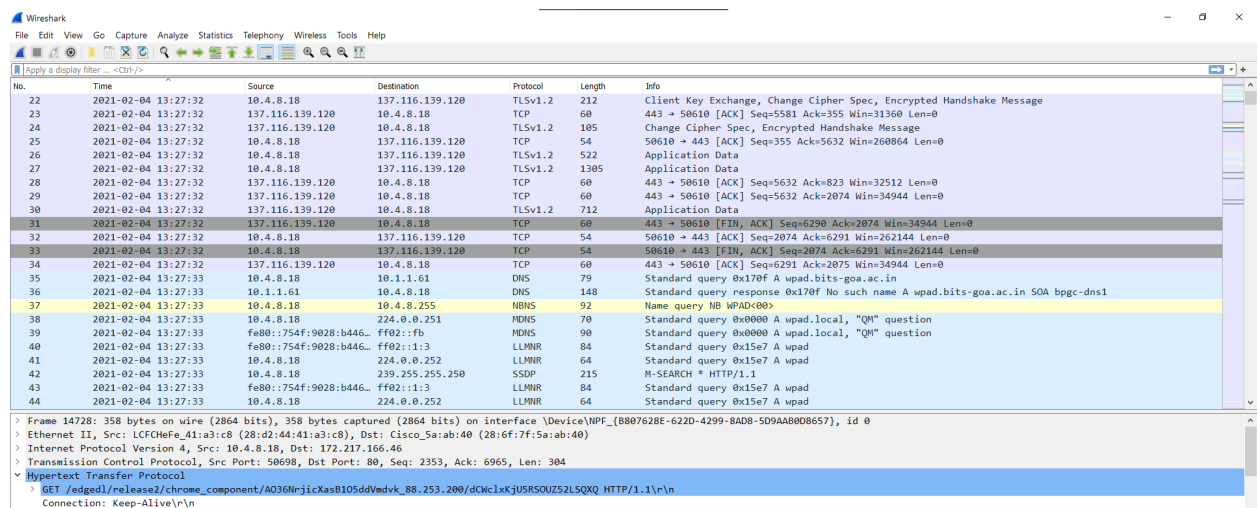 Wireshark
File Edit View Go Capture Analyze Statistics Telephony Wireless Tools Help
Apply a display filter ... <Ctrl-/>
No. Time Source Destination Protocol Length Info
22 2021-02-04 13:27:32 10.4.8.18 137.116.139.120 TLSv1.2 212 Client Key Exchange, Change Cipher Spec, Encrypted Handshake Message
23 2021-02-04 13:27:32 137.116.139.120 10.4.8.18 TCP 60 443 → 50610 [ACK] Seq=5581 Ack=355 Win=31360 Len=0
24 2021-02-04 13:27:32 137.116.139.120 10.4.8.18 TLSv1.2 105 Change Cipher Spec, Encrypted Handshake Message
25 2021-02-04 13:27:32 10.4.8.18 137.116.139.120 TCP 54 50610 → 443 [ACK] Seq=355 Ack=5632 Win=260864 Len=0
26 2021-02-04 13:27:32 10.4.8.18 137.116.139.120 TLSv1.2 522 Application Data
27 2021-02-04 13:27:32 10.4.8.18 137.116.139.120 TLSv1.2 1305 Application Data
28 2021-02-04 13:27:32 137.116.139.120 10.4.8.18 TCP 60 443 → 50610 [ACK] Seq=5632 Ack=823 Win=32512 Len=0
29 2021-02-04 13:27:32 137.116.139.120 10.4.8.18 TCP 60 443 → 50610 [ACK] Seq=5632 Ack=2074 Win=34944 Len=0
30 2021-02-04 13:27:32 137.116.139.120 10.4.8.18 TLSv1.2 712 Application Data
31 2021-02-04 13:27:32 137.116.139.120 10.4.8.18 TCP 60 443 → 50610 [FIN, ACK] Seq=6290 Ack=2074 Win=34944 Len=0
32 2021-02-04 13:27:32 10.4.8.18 137.116.139.120 TCP 54 50610 → 443 [ACK] Seq=2074 Ack=6291 Win=262144 Len=0
33 2021-02-04 13:27:32 10.4.8.18 137.116.139.120 TCP 54 50610 → 443 [FIN, ACK] Seq=2074 Ack=6291 Win=262144 Len=0
34 2021-02-04 13:27:32 137.116.139.120 10.4.8.18 TCP 60 443 → 50610 [ACK] Seq=6291 Ack=2075 Win=34944 Len=0
35 2021-02-04 13:27:33 10.4.8.18 10.1.1.61 DNS 79 Standard query 0x170f A wpad.bits-goa.ac.in
36 2021-02-04 13:27:33 10.1.1.61 10.4.8.18 DNS 148 Standard query response 0x170f No such name A wpad.bits-goa.ac.in SOA bpgc-dns1
37 2021-02-04 13:27:33 10.4.8.18 10.4.8.255 NBNS 92 Name query NB WPAD<00>
38 2021-02-04 13:27:33 10.4.8.18 224.0.0.251 MDNS 70 Standard query 0x0000 A wpad.local, "QM" question
39 2021-02-04 13:27:33 fe80::754f:9028:b446… ff02::fb MDNS 90 Standard query 0x0000 A wpad.local, "QM" question
40 2021-02-04 13:27:33 fe80::754f:9028:b446… ff02::1:3 LLMNR 84 Standard query 0x15e7 A wpad
41 2021-02-04 13:27:33 10.4.8.18 224.0.0.252 LLMNR 64 Standard query 0x15e7 A wpad
42 2021-02-04 13:27:33 10.4.8.18 239.255.255.250 SSDP 215 M-SEARCH * HTTP/1.1
43 2021-02-04 13:27:33 fe80::754f:9028:b446… ff02::1:3 LLMNR 84 Standard query 0x15e7 A wpad
44 2021-02-04 13:27:33 10.4.8.18 224.0.0.252 LLMNR 64 Standard query 0x15e7 A wpad
Frame 14728: 358 bytes on wire (2864 bits), 358 bytes captured (2864 bits) on interface \Device\NPF_{B807628E-622D-4299-8AD8-5D9AAB0D8657}, id 0
Ethernet II, Src: LCFCHeFe_41:a3:c8 (28:d2:44:41:a3:c8), Dst: Cisco_5a:ab:40 (28:6f:7f:5a:ab:40)
Internet Protocol Version 4, Src: 10.4.8.18, Dst: 172.217.166.46
Transmission Control Protocol, Src Port: 50698, Dst Port: 80, Seq: 2353, Ack: 6965, Len: 304
Hypertext Transfer Protocol
GET /edgedl/release2/chrome_component/AO36NrjicXasB1O5ddVmdvk_88.253.200/dCWclxKjU5RSOUZ52LSQXQ HTTP/1.1\r\n
Connection: Keep-Alive\r\n